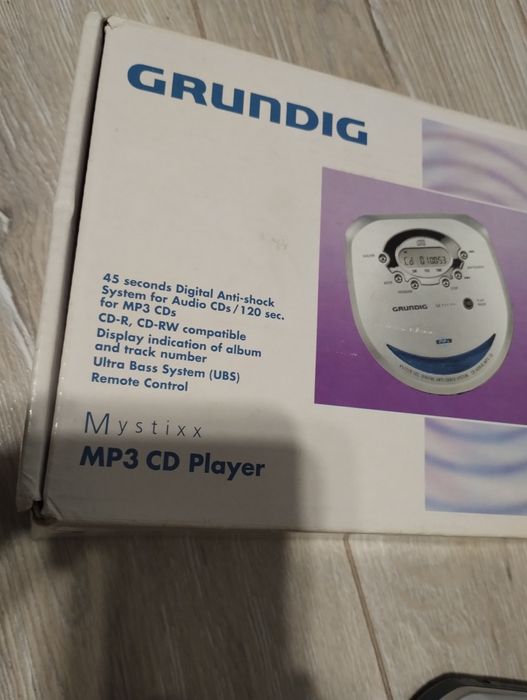 GRUNDIG
45 seconds Digital Anti-shock
System for Audio CDs/120 sec.
for MP3 CDs
CD-R, CD-RW compatible
Display indication of album
and track number
Ultra Bass System (UBS)
Remote Control
Mystixx
MP3 CD Player
GRUNDIG